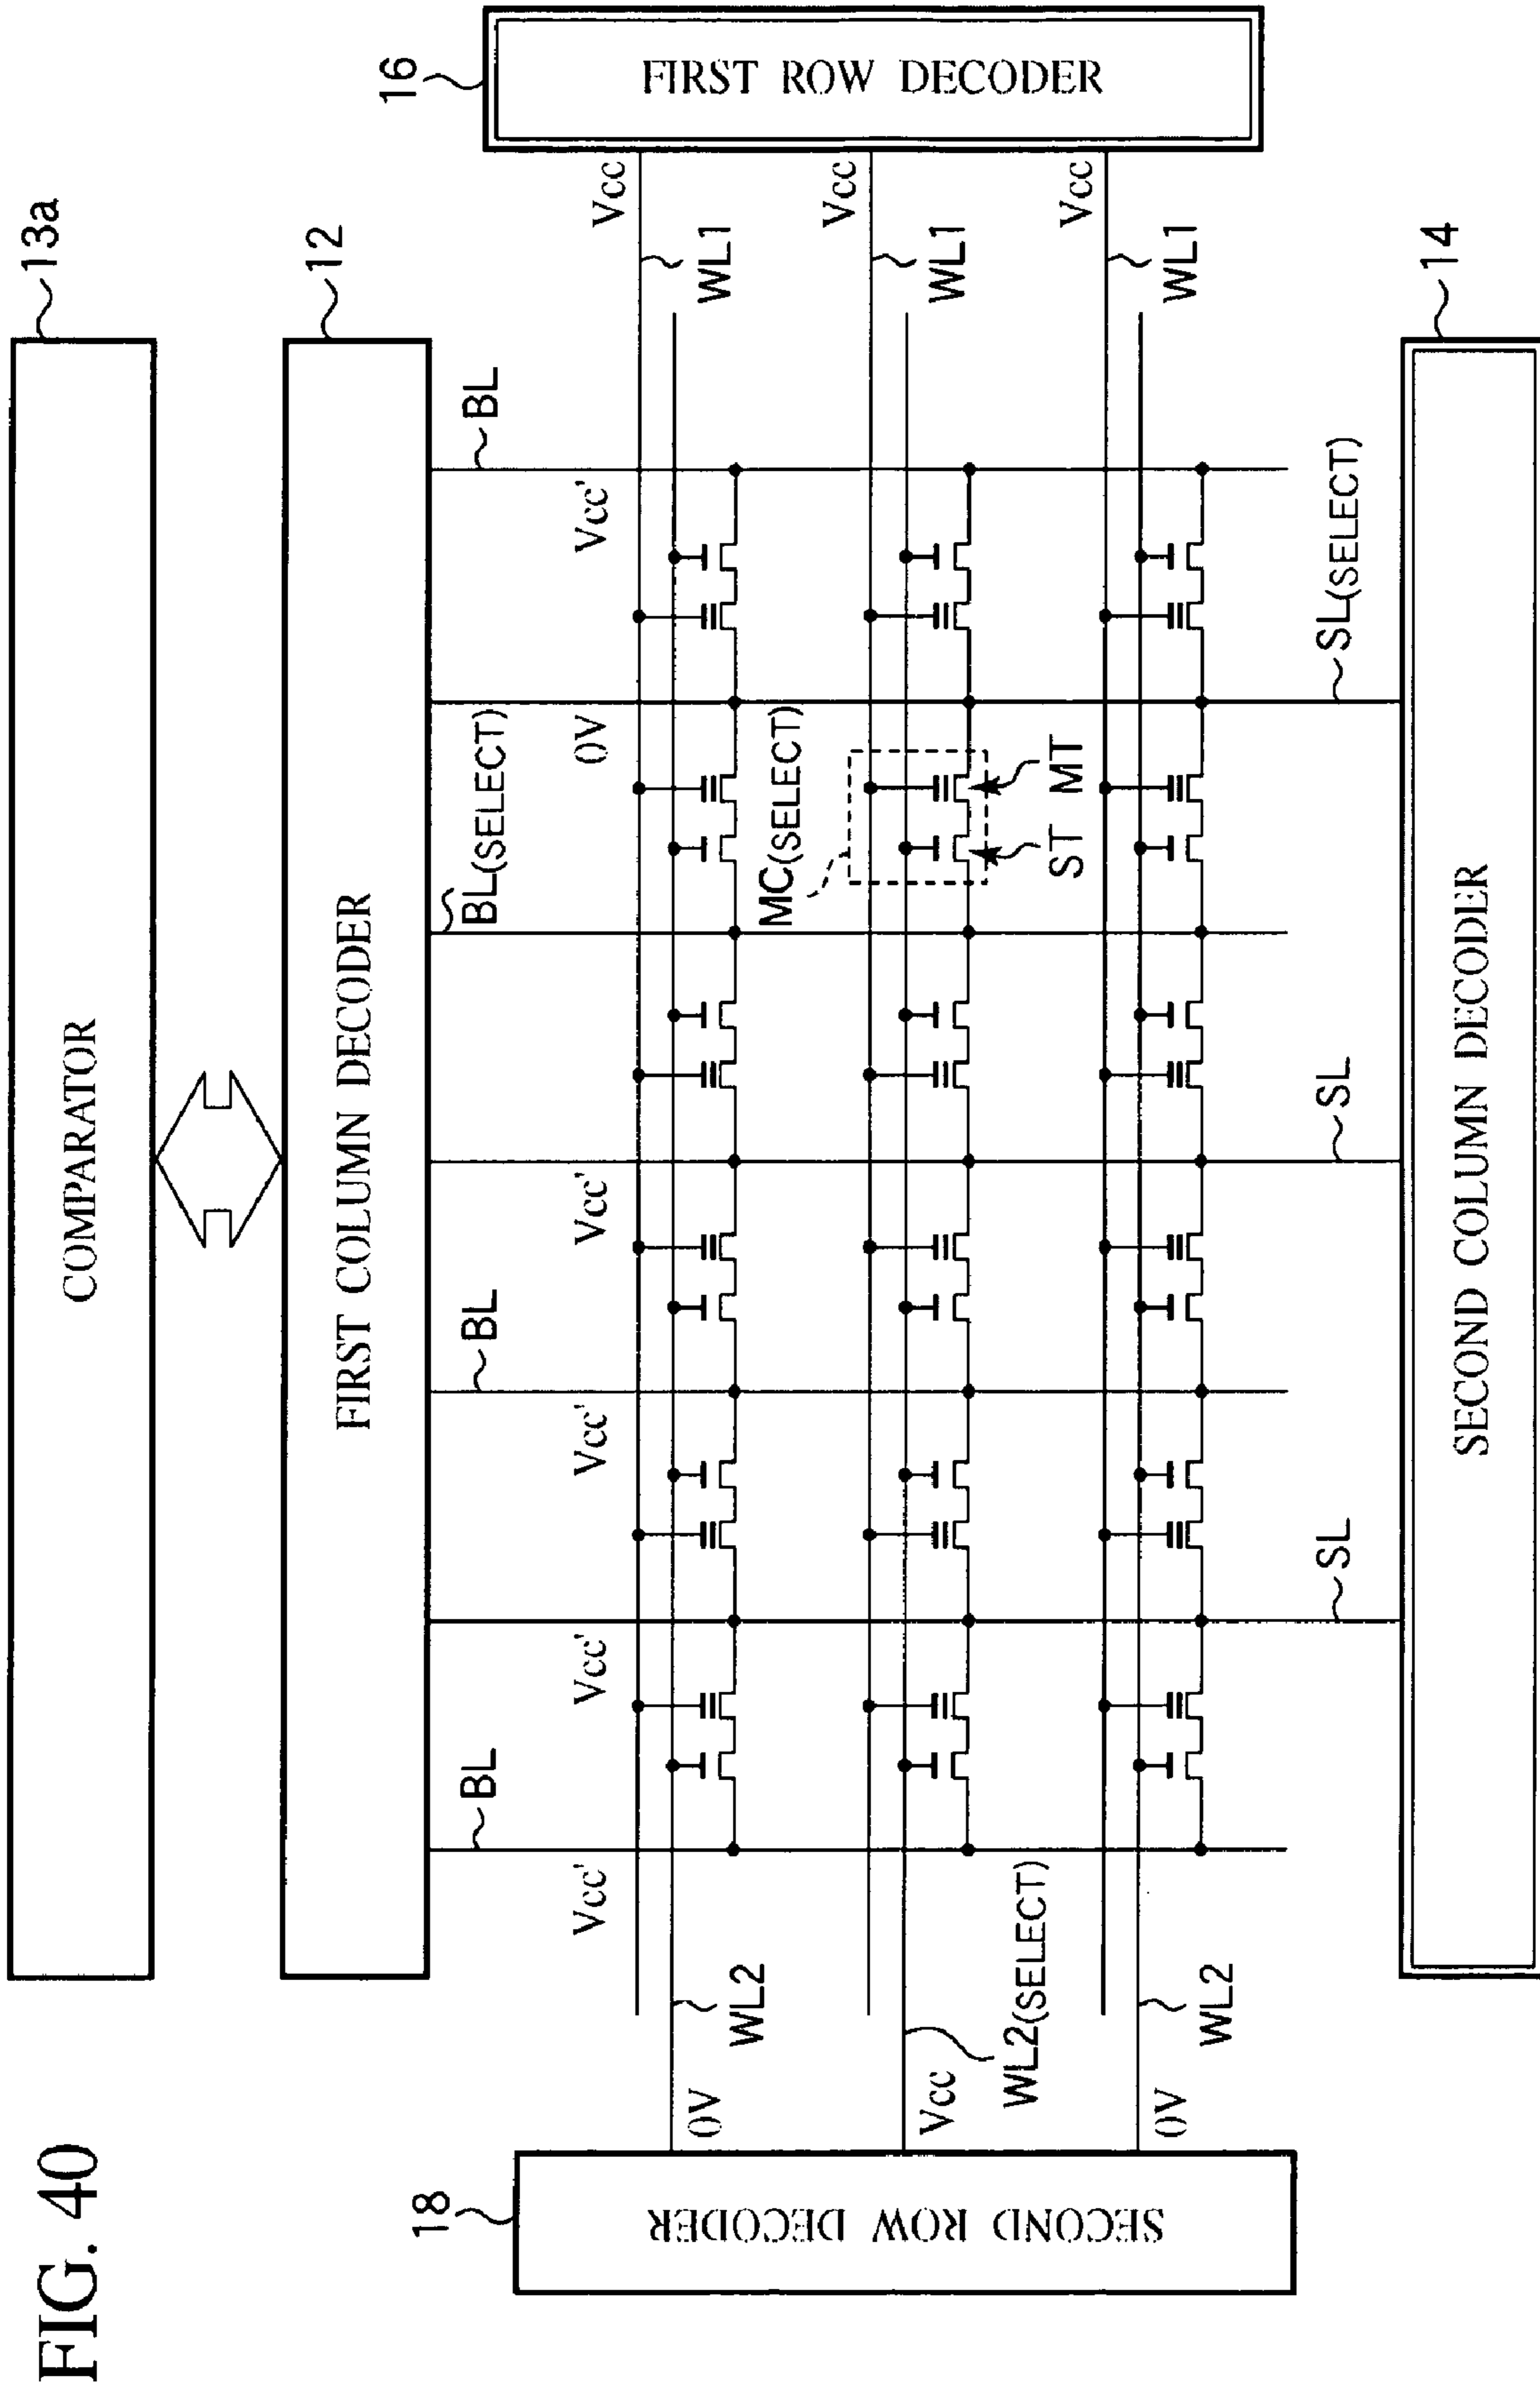 FIG. 40
13a
COMPARATOR
12
FIRST COLUMN DECODER
18
SECOND ROW DECODER
16
FIRST ROW DECODER
BL
BL
BL(SELECT)
BL
Vcc'
Vcc'
Vcc'
Vcc'
0V
Vcc'
Vcc
0V
WL2
WL1
MC(SELECT)
Vcc
Vcc
WL1
WL2(SELECT)
ST
MT
Vcc
0V
WL2
WL1
SL
SL
SL(SELECT)
14
SECOND COLUMN DECODER